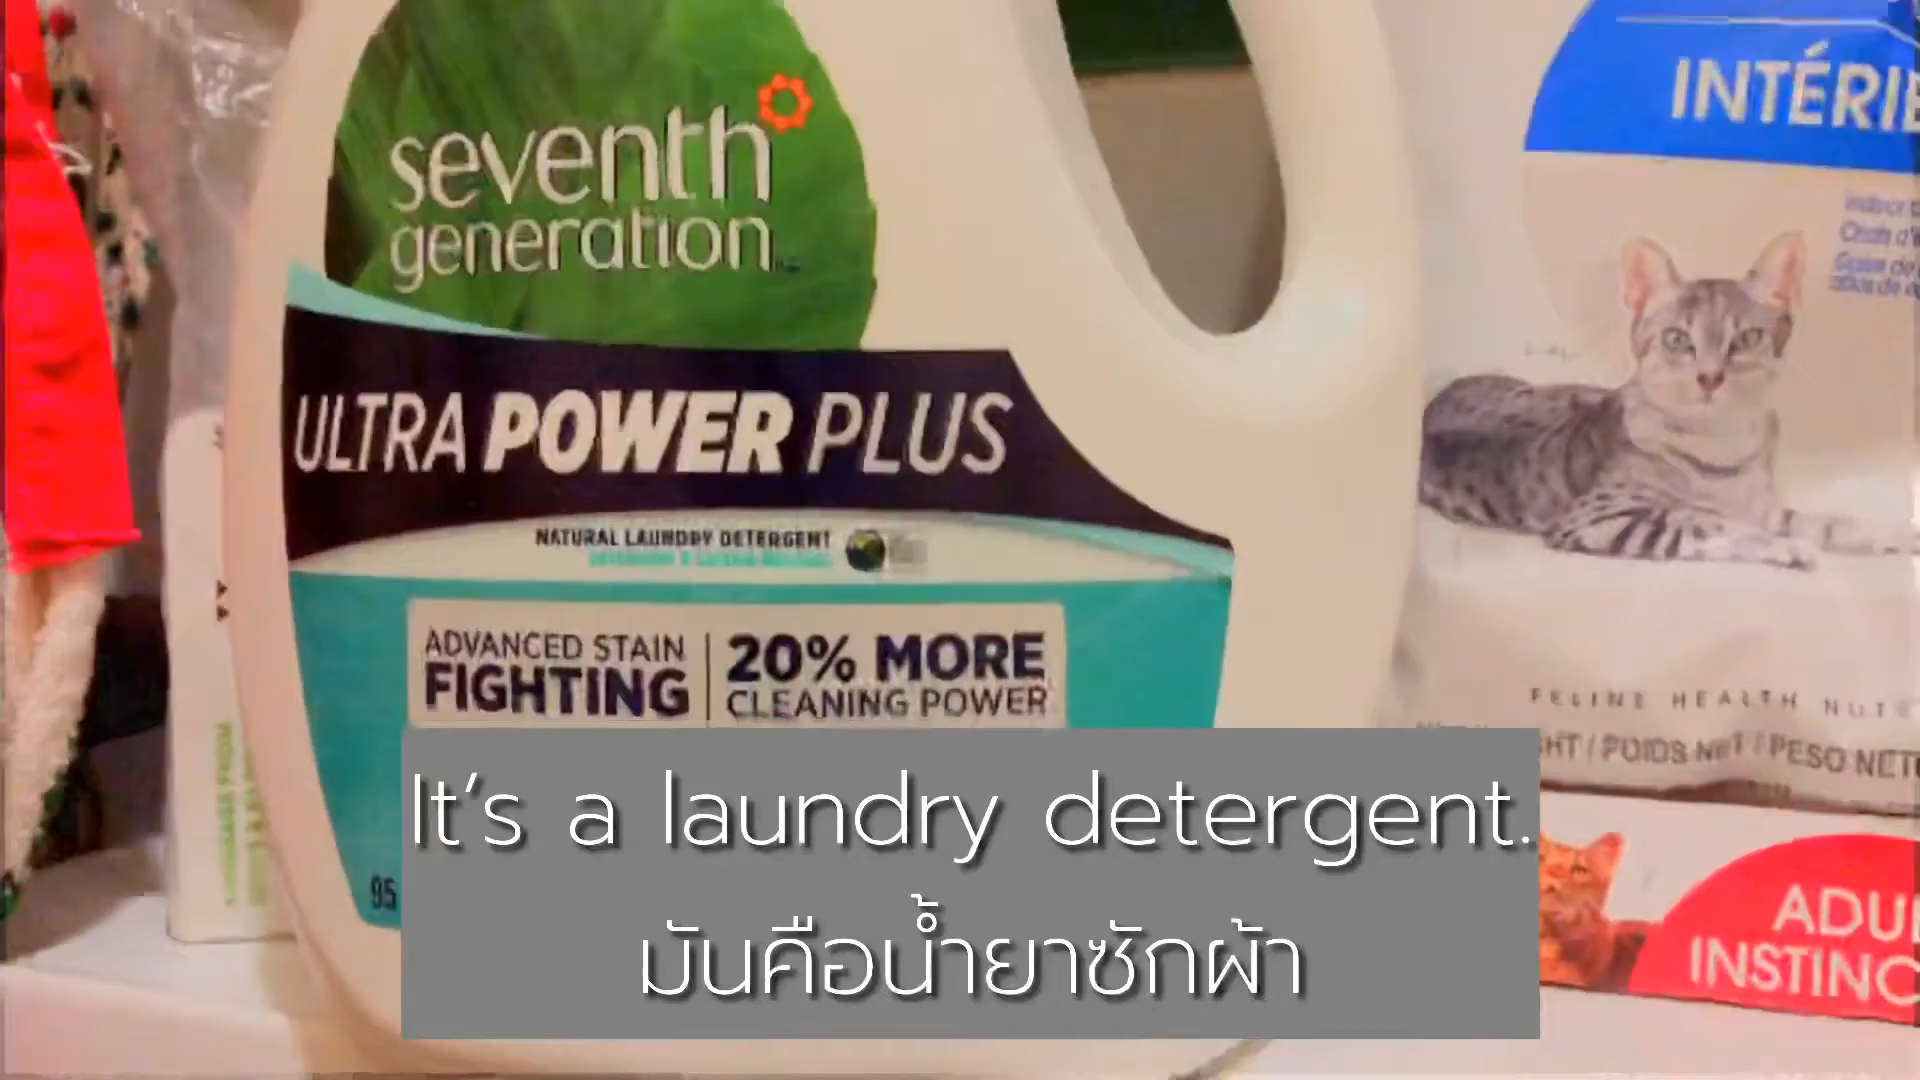 seventh
generation
ULTRA POWER PLUS
NATURAL LAUNDRY DETERGENT
ADVANCED STAIN
FIGHTING
20% MORE
CLEANING POWER
95
It's a laundry detergent.
มันคือน้ำยาซักผ้า
INTÉRIE
FELINE HEALTH NUT
HT / POIDS NET / PESO NET
ADU
INSTINC